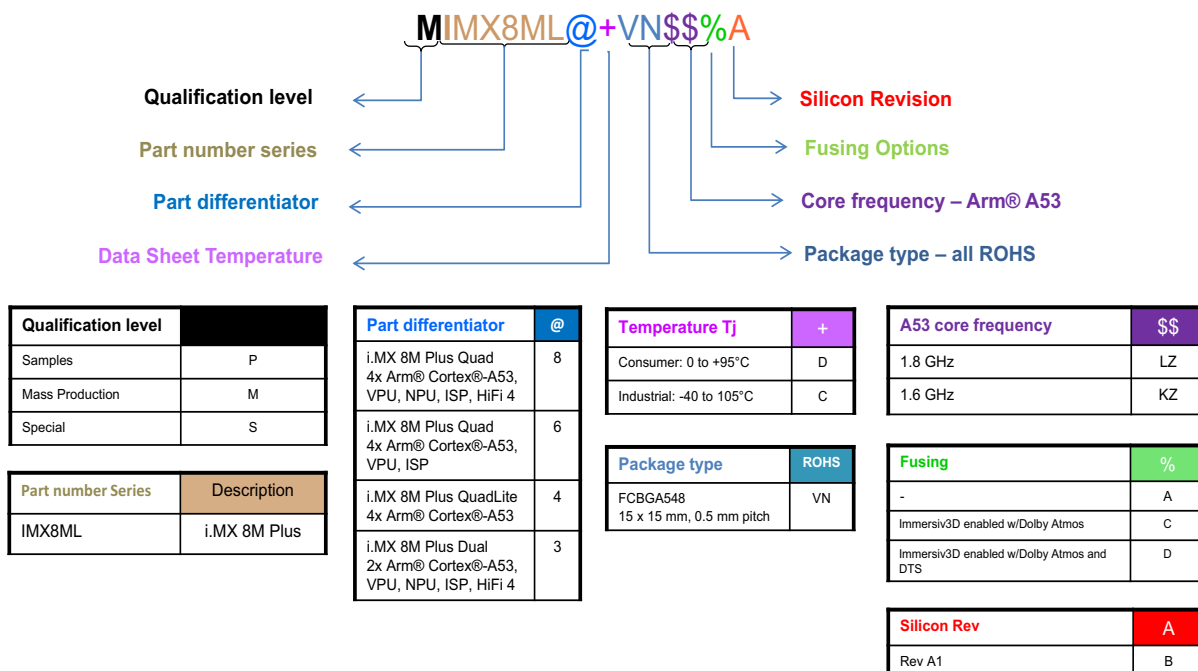 MIMX8ML@+VN$$%A
Qualification level
Silicon Revision
Part number series
Fusing Options
Part differentiator
Core frequency – Arm® A53
Data Sheet Temperature
Package type – all ROHS
Qualification level
Samples P
Mass Production M
Special S
Part number Series Description
IMX8ML i.MX 8M Plus
Part differentiator @
i.MX 8M Plus Quad 8
4x Arm® Cortex®-A53,
VPU, NPU, ISP, HiFi 4
i.MX 8M Plus Quad 6
4x Arm® Cortex®-A53,
VPU, ISP
i.MX 8M Plus QuadLite 4
4x Arm® Cortex®-A53
i.MX 8M Plus Dual 3
2x Arm® Cortex®-A53,
VPU, NPU, ISP, HiFi 4
Temperature Tj +
Consumer: 0 to +95°C D
Industrial: -40 to 105°C C
Package type ROHS
FCBGA548 VN
15 x 15 mm, 0.5 mm pitch
A53 core frequency $$
1.8 GHz LZ
1.6 GHz KZ
Fusing %
- A
Immersiv3D enabled w/Dolby Atmos C
Immersiv3D enabled w/Dolby Atmos and D
DTS
Silicon Rev A
Rev A1 B